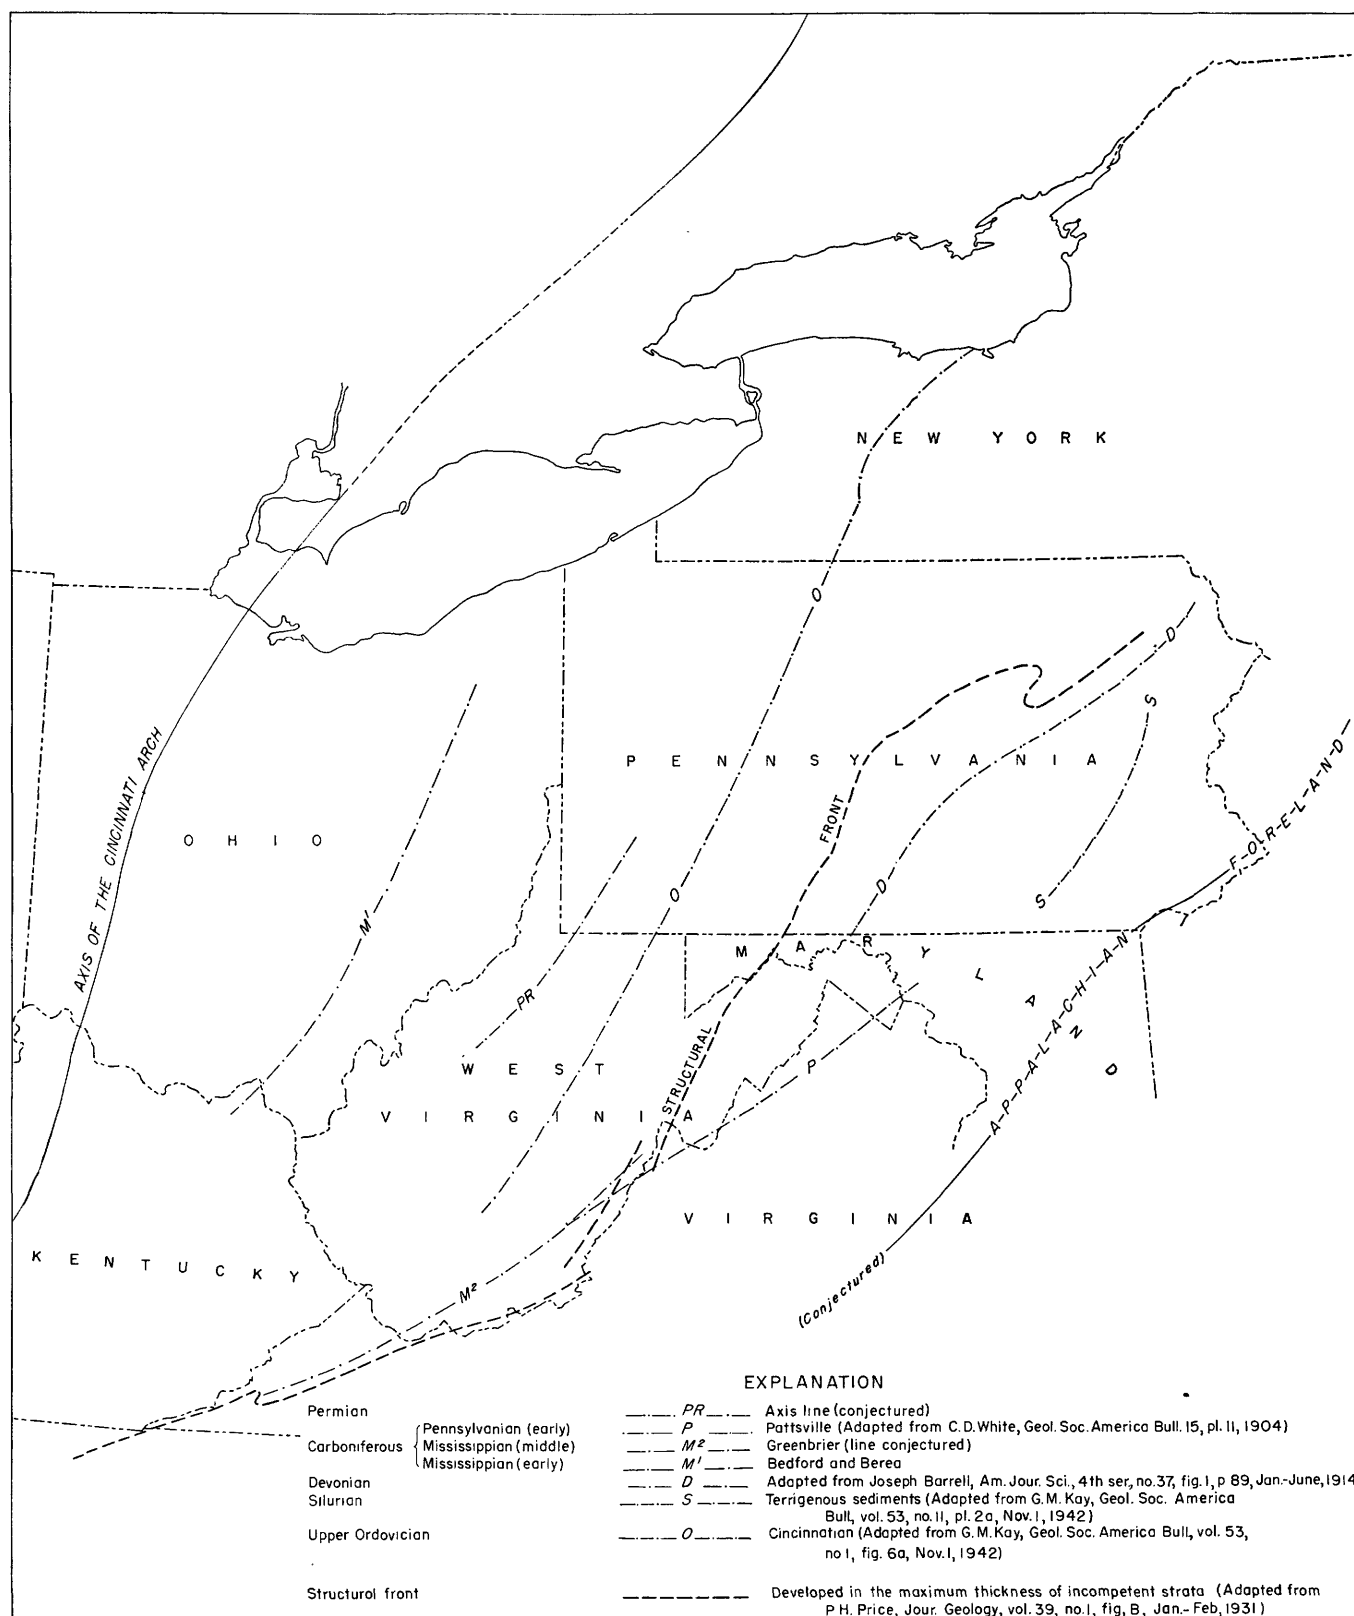 NEW YORK
O
D
S
AXIS OF THE CINCINNATI ARCH
PENNSYLVANIA
FRONT
OHIO
F-O-R-E-L-A-N-D
M'
O
D
S
MARYLAND
PR
A-P-P-A-L-A-C-H-I-A-N
WEST
VIRGINIA
STRUCTURAL
P
VIRGINIA
KENTUCKY
M²
(Conjectured)
EXPLANATION
Permian PR Axis line (conjectured)
Carboniferous { Pennsylvanian (early) P Pattsville (Adapted from C.D. White, Geol. Soc. America Bull. 15, pl. 11, 1904)
Mississippian (middle) M² Greenbrier (line conjectured)
Mississippian (early) M' Bedford and Berea
Devonian D Adapted from Joseph Barrell, Am. Jour. Sci., 4th ser., no. 37, fig. 1, p 89, Jan.-June, 1914
Silurian S Terrigenous sediments (Adapted from G.M. Kay, Geol. Soc. America
Bull, vol. 53, no. 11, pl. 2a, Nov. 1, 1942)
Upper Ordovician O Cincinnatian (Adapted from G.M. Kay, Geol. Soc. America Bull, vol. 53,
no 1, fig. 6a, Nov. 1, 1942)
Structural front Developed in the maximum thickness of incompetent strata (Adapted from
P H. Price, Jour. Geology, vol. 39, no. 1, fig, B, Jan.- Feb, 1931)